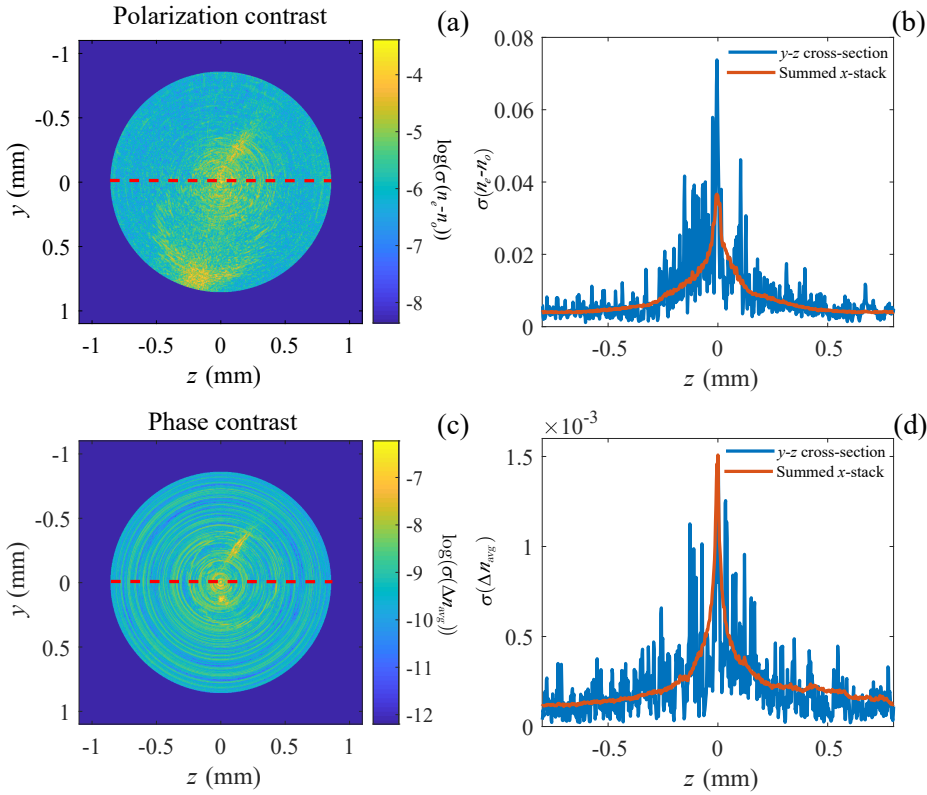 Polarization contrast
(a)
-1
-0.5
0
0.5
1
y (mm)
-1
-0.5
0
0.5
1
z (mm)
-4
-5
-6
-7
-8
log(σ(nₑ-nₒ))
(b)
0.08
0.06
0.04
0.02
0
σ(nₑ-nₒ)
y-z cross-section
Summed x-stack
-0.5
0
0.5
z (mm)
Phase contrast
(c)
-1
-0.5
0
0.5
1
y (mm)
-1
-0.5
0
0.5
1
z (mm)
-7
-8
-9
-10
-11
-12
log(σ(Δn_avg))
(d)
×10⁻³
1.5
1
0.5
0
σ(Δn_avg)
y-z cross-section
Summed x-stack
-0.5
0
0.5
z (mm)